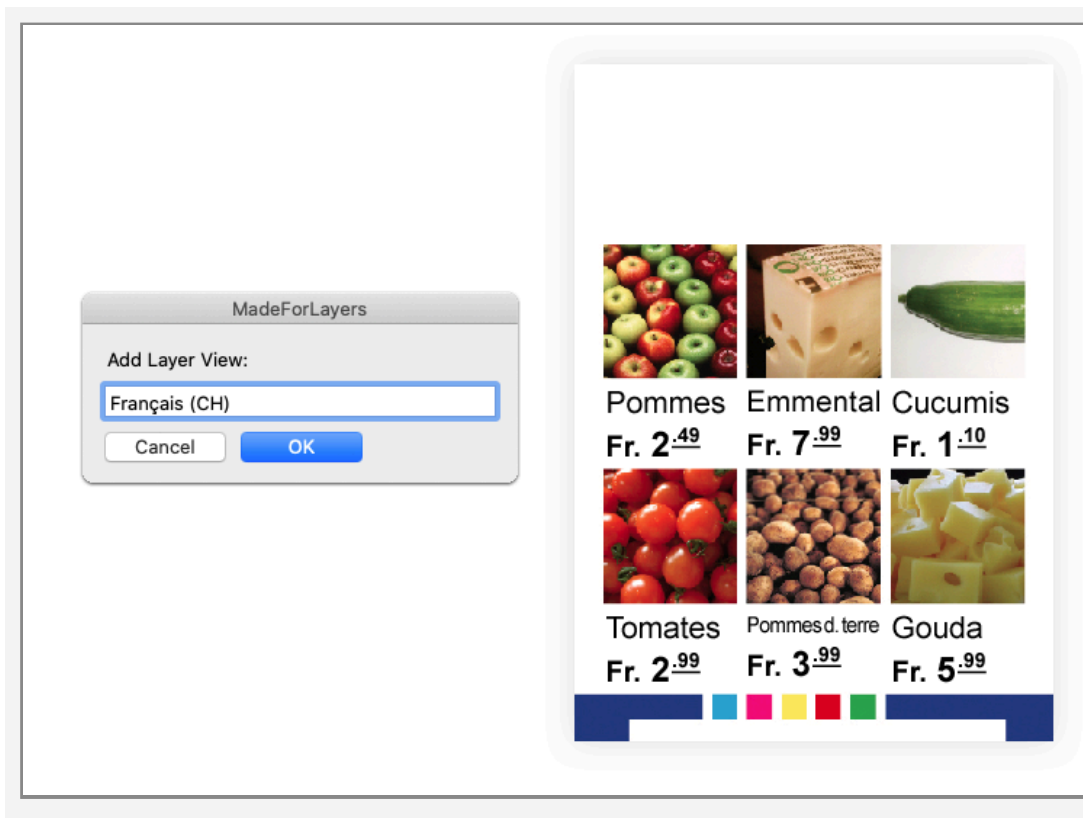 MadeForLayers
Add Layer View:
Français (CH)
Cancel OK
Pommes Emmental Cucumis
Fr. 2.49 Fr. 7.99 Fr. 1.10
Tomates Pommes d. terre Gouda
Fr. 2.99 Fr. 3.99 Fr. 5.99